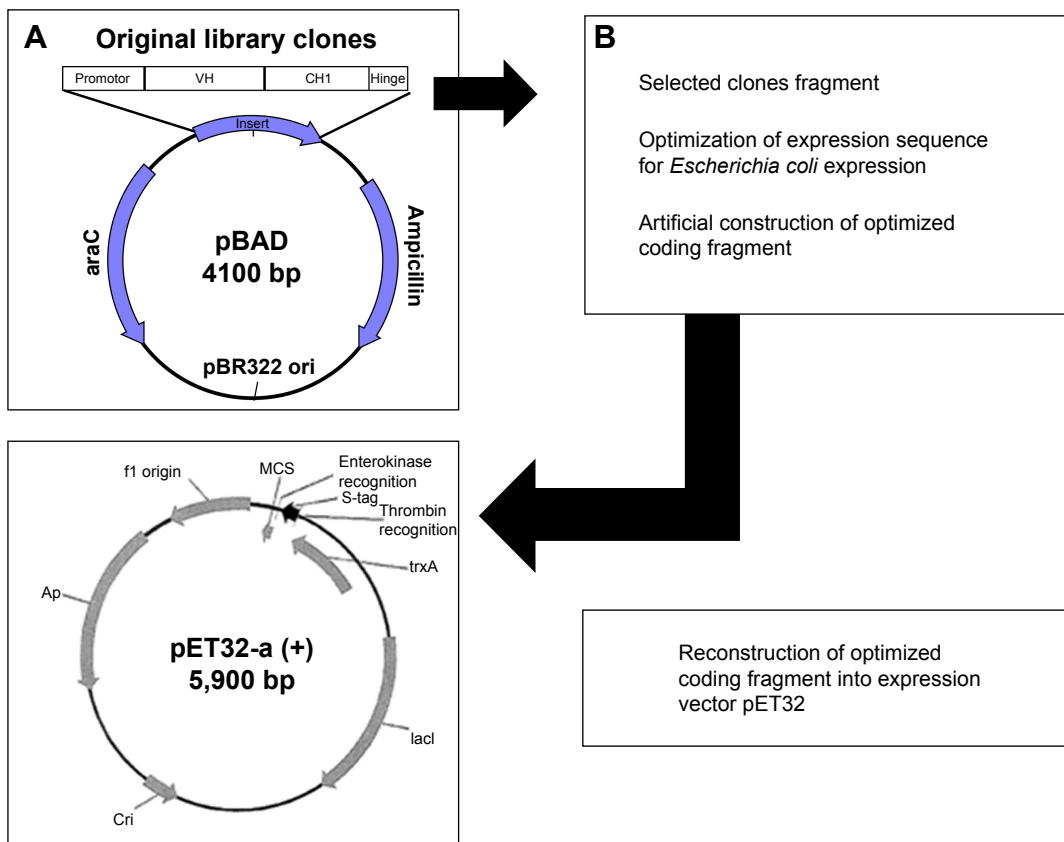 A
Original library clones
Promotor VH CH1 Hinge
Insert
araC
Ampicillin
pBAD
4100 bp
pBR322 ori
B
Selected clones fragment
Optimization of expression sequence
for Escherichia coli expression
Artificial construction of optimized
coding fragment
f1 origin
MCS
Enterokinase
recognition
S-tag
Thrombin
recognition
trxA
Ap
pET32-a (+)
5,900 bp
lacI
Cri
Reconstruction of optimized
coding fragment into expression
vector pET32